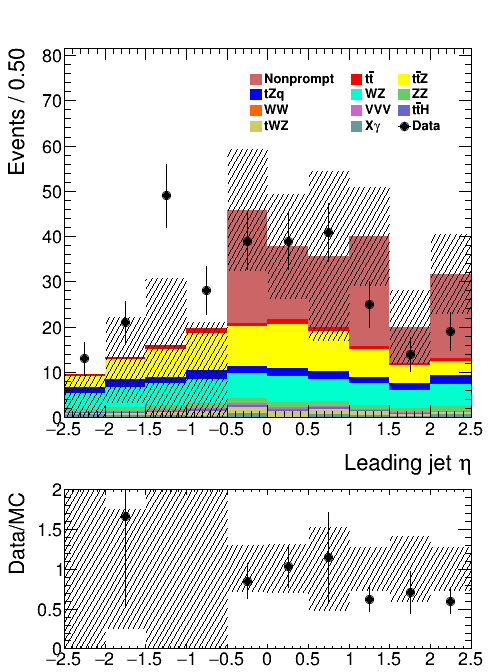 Events / 0.50
80
70
60
50
40
30
20
10
0
Nonprompt tt̄ tt̄Z
tZq WZ ZZ
WW VVV tt̄H
tWZ Xγ Data
−2.5 −2 −1.5 −1 −0.5 0 0.5 1 1.5 2 2.5
Leading jet η
Data/MC
2
1.5
1
0.5
0
−2.5 −2 −1.5 −1 −0.5 0 0.5 1 1.5 2 2.5